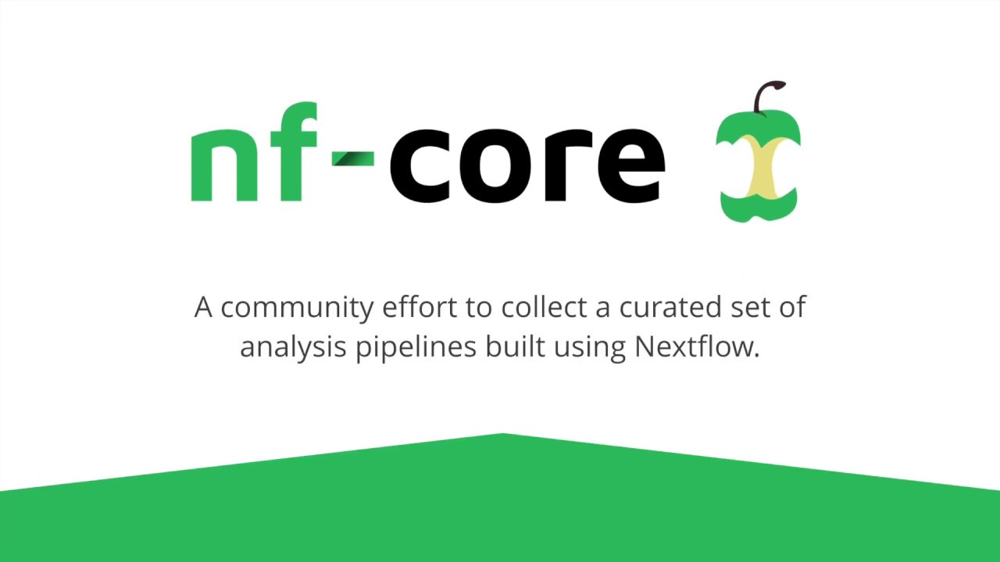 nf-core
A community effort to collect a curated set of
analysis pipelines built using Nextflow.